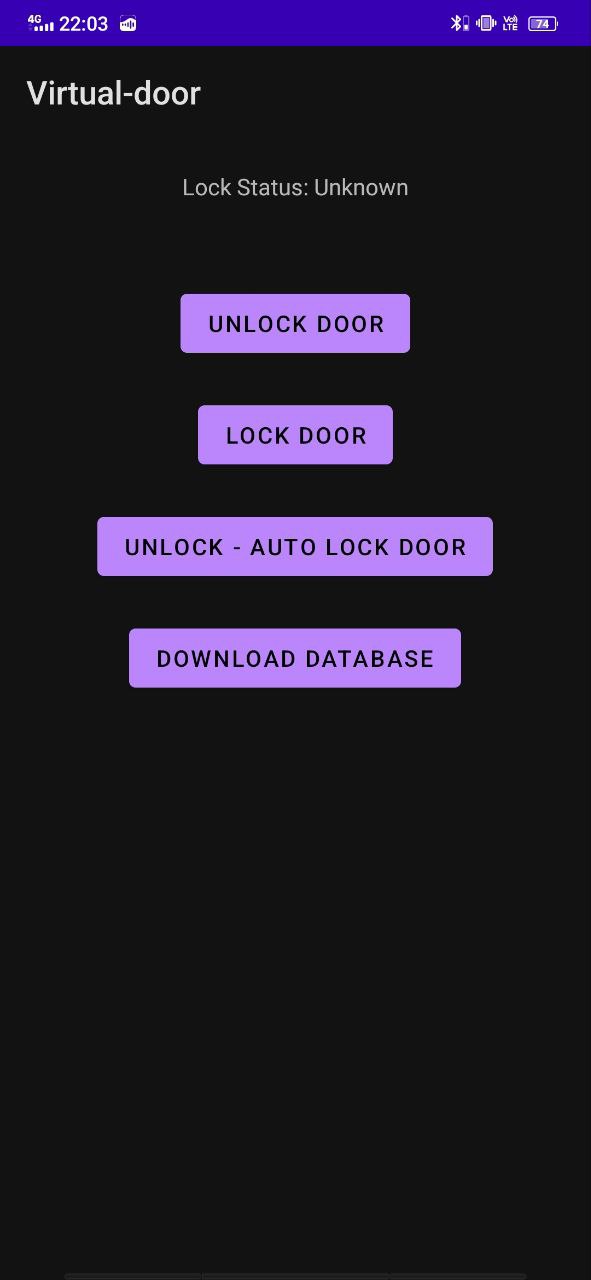 4G 22:03 Vo) LTE 74
Virtual-door
Lock Status: Unknown
UNLOCK DOOR
LOCK DOOR
UNLOCK - AUTO LOCK DOOR
DOWNLOAD DATABASE